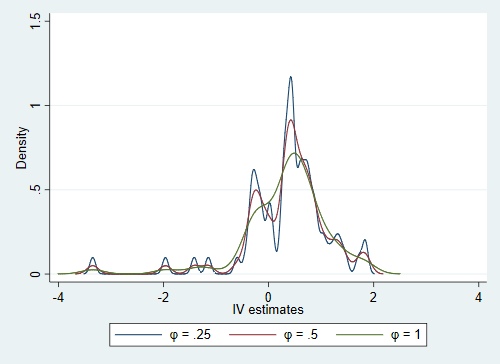 1.5
1
.5
0
Density
-4 -2 0 2 4
IV estimates
φ = .25 φ = .5 φ = 1